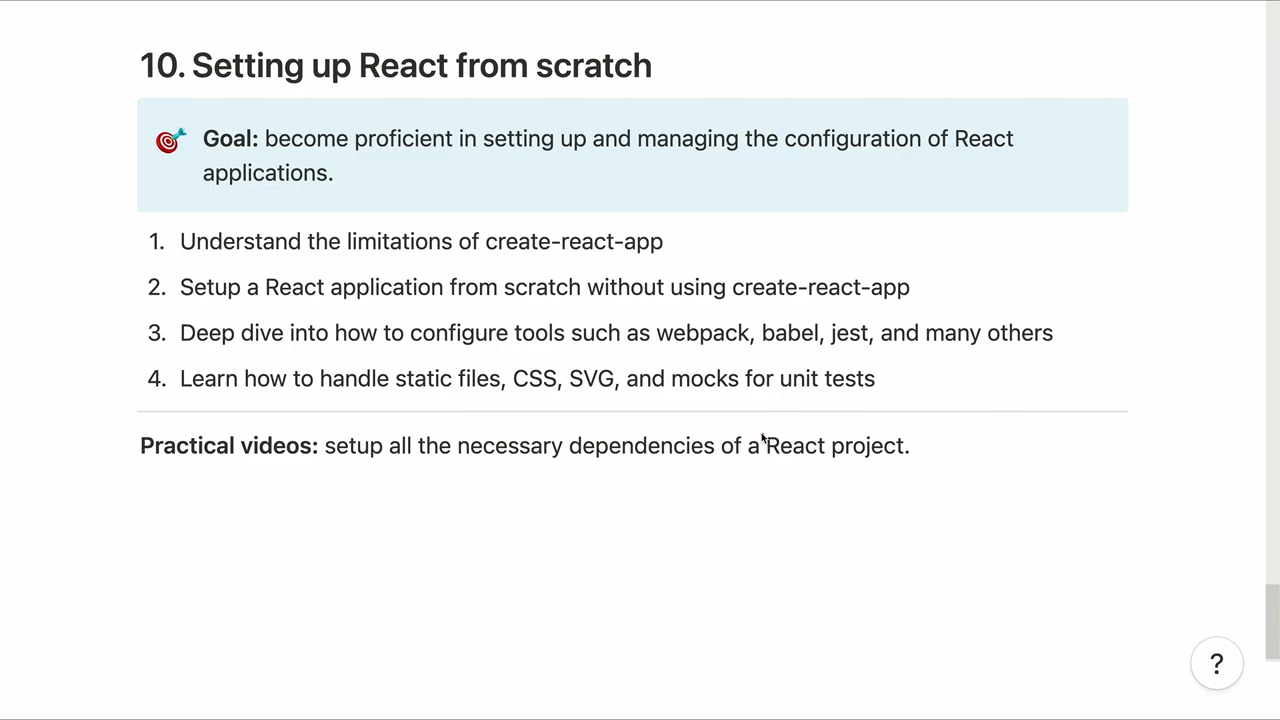 10. Setting up React from scratch
Goal: become proficient in setting up and managing the configuration of React
applications.
1. Understand the limitations of create-react-app
2. Setup a React application from scratch without using create-react-app
3. Deep dive into how to configure tools such as webpack, babel, jest, and many others
4. Learn how to handle static files, CSS, SVG, and mocks for unit tests
Practical videos: setup all the necessary dependencies of a React project.
?